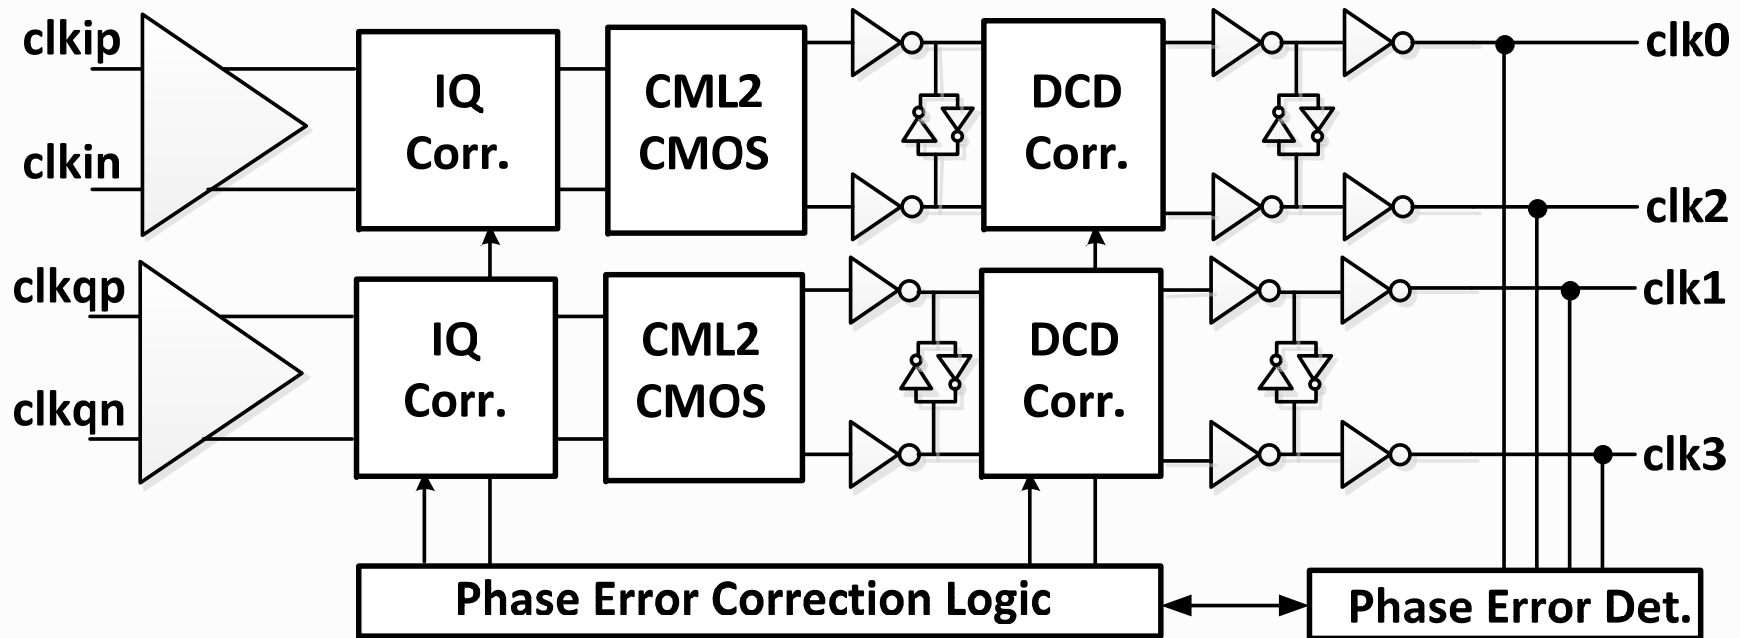 clkip
clkin
IQ
Corr.
CML2
CMOS
DCD
Corr.
clk0
clk2
clkqp
clkqn
IQ
Corr.
CML2
CMOS
DCD
Corr.
clk1
clk3
Phase Error Correction Logic
Phase Error Det.